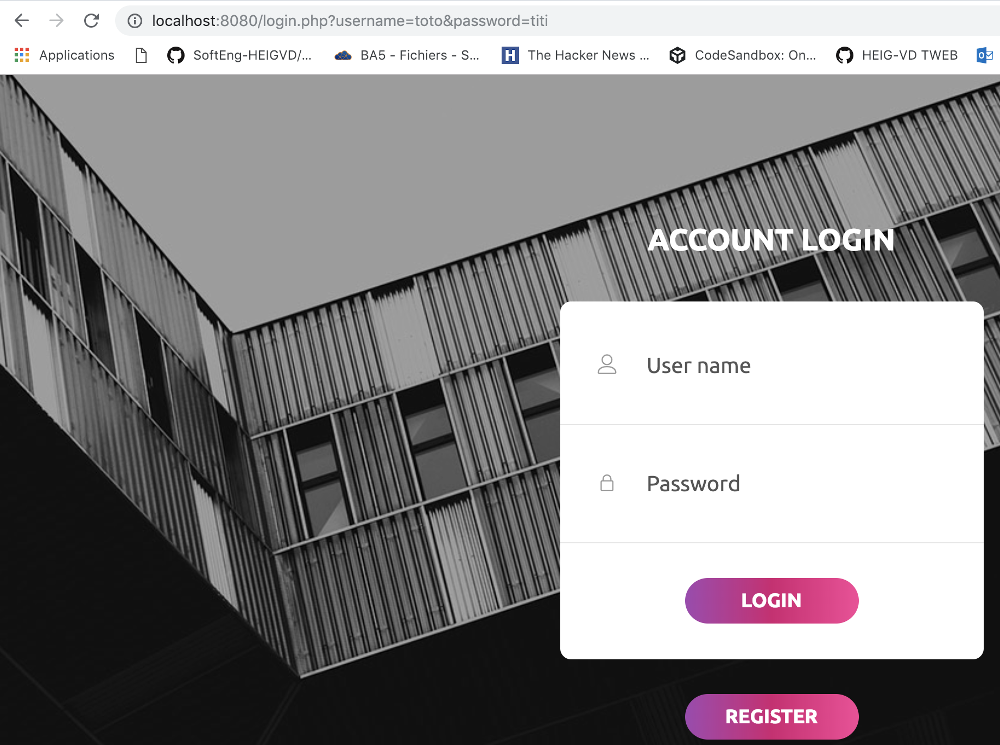 localhost:8080/login.php?username=toto&password=titi
Applications SoftEng-HEIGVD/... BA5 - Fichiers - S... The Hacker News ... CodeSandbox: On... HEIG-VD TWEB
ACCOUNT LOGIN
User name
Password
LOGIN
REGISTER